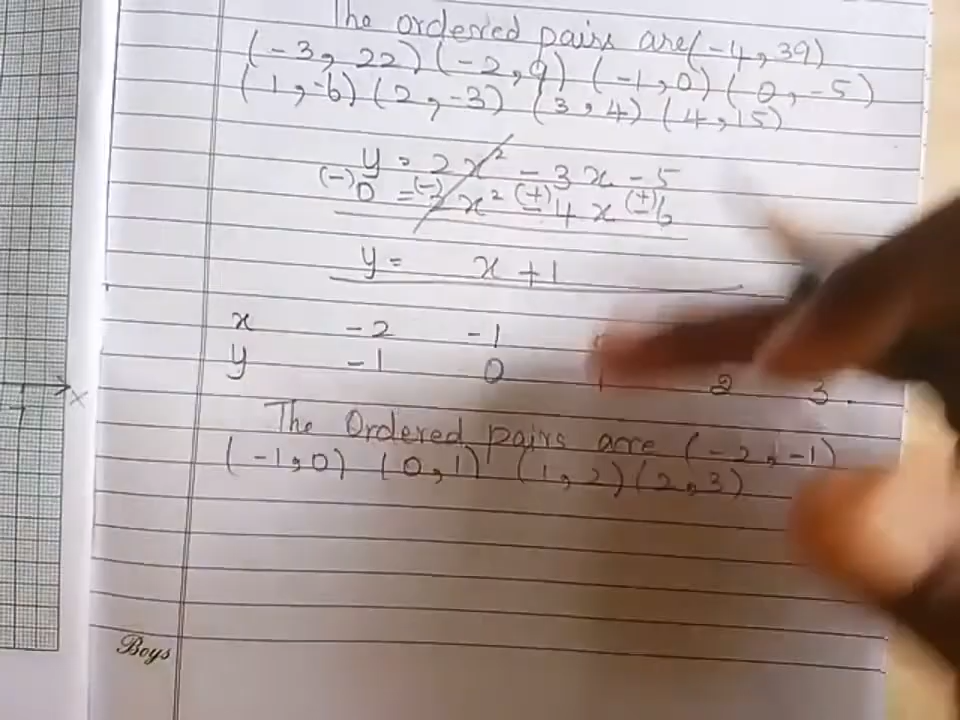 The ordered pairs are (-4, 39)
(-3, 22) (-2, 9) (-1, 0) (0, -5)
(1, -6) (2, -3) (3, 4) (4, 15)
y = 2x² - 3x - 5
(-) 0 = (-) 2x² (+)- 4x (+)- 6
y = x + 1
x -2 -1
y -1 0 1 2 3.
The Ordered pairs are (-2, -1)
(-1, 0) (0, 1) (1, 2) (2, 3)
x
Boys